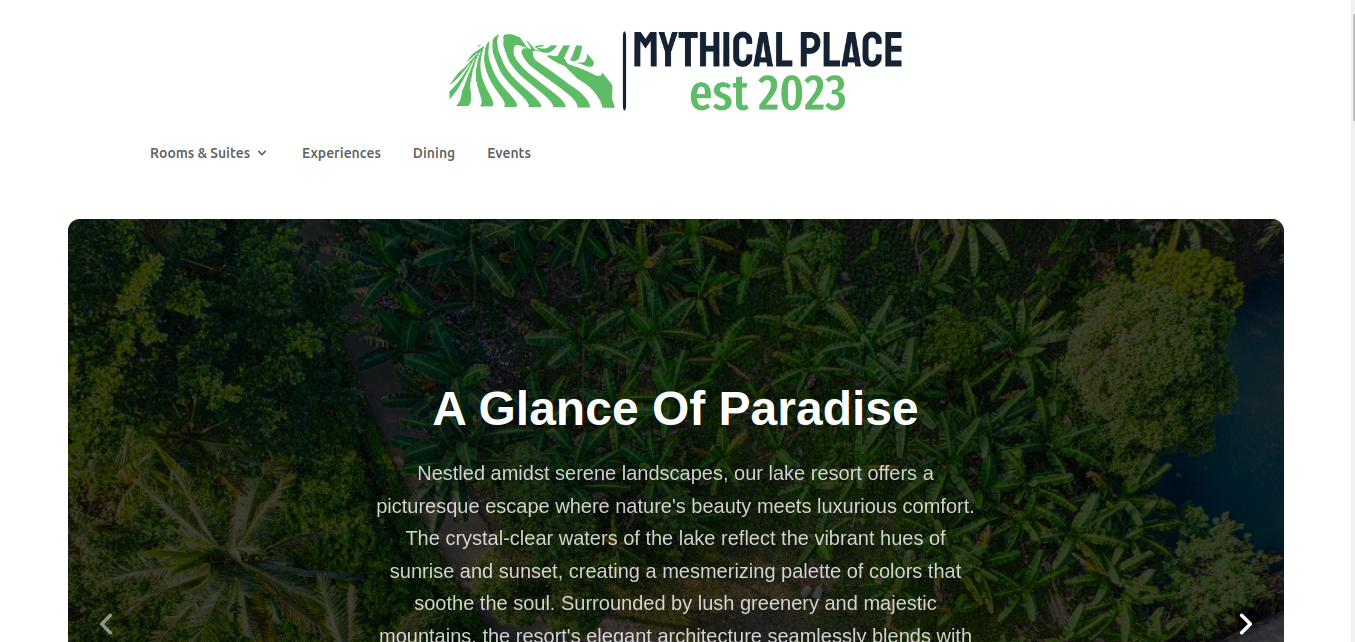 MYTHICAL PLACE
est 2023
Rooms & Suites
Experiences
Dining
Events
A Glance Of Paradise
Nestled amidst serene landscapes, our lake resort offers a
picturesque escape where nature's beauty meets luxurious comfort.
The crystal-clear waters of the lake reflect the vibrant hues of
sunrise and sunset, creating a mesmerizing palette of colors that
soothe the soul. Surrounded by lush greenery and majestic
mountains, the resort's elegant architecture seamlessly blends with